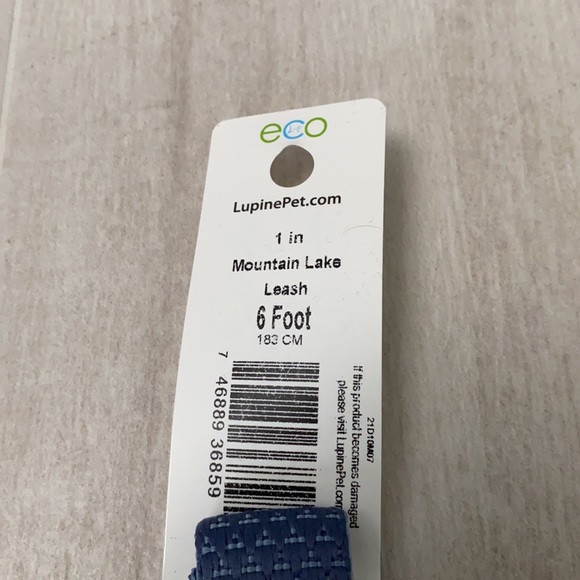 eco
LupinePet.com
1 in
Mountain Lake
Leash
6 Foot
183 CM
7 46889 36859
21D10M07
If this product becomes damaged
please visit LupinePet.com